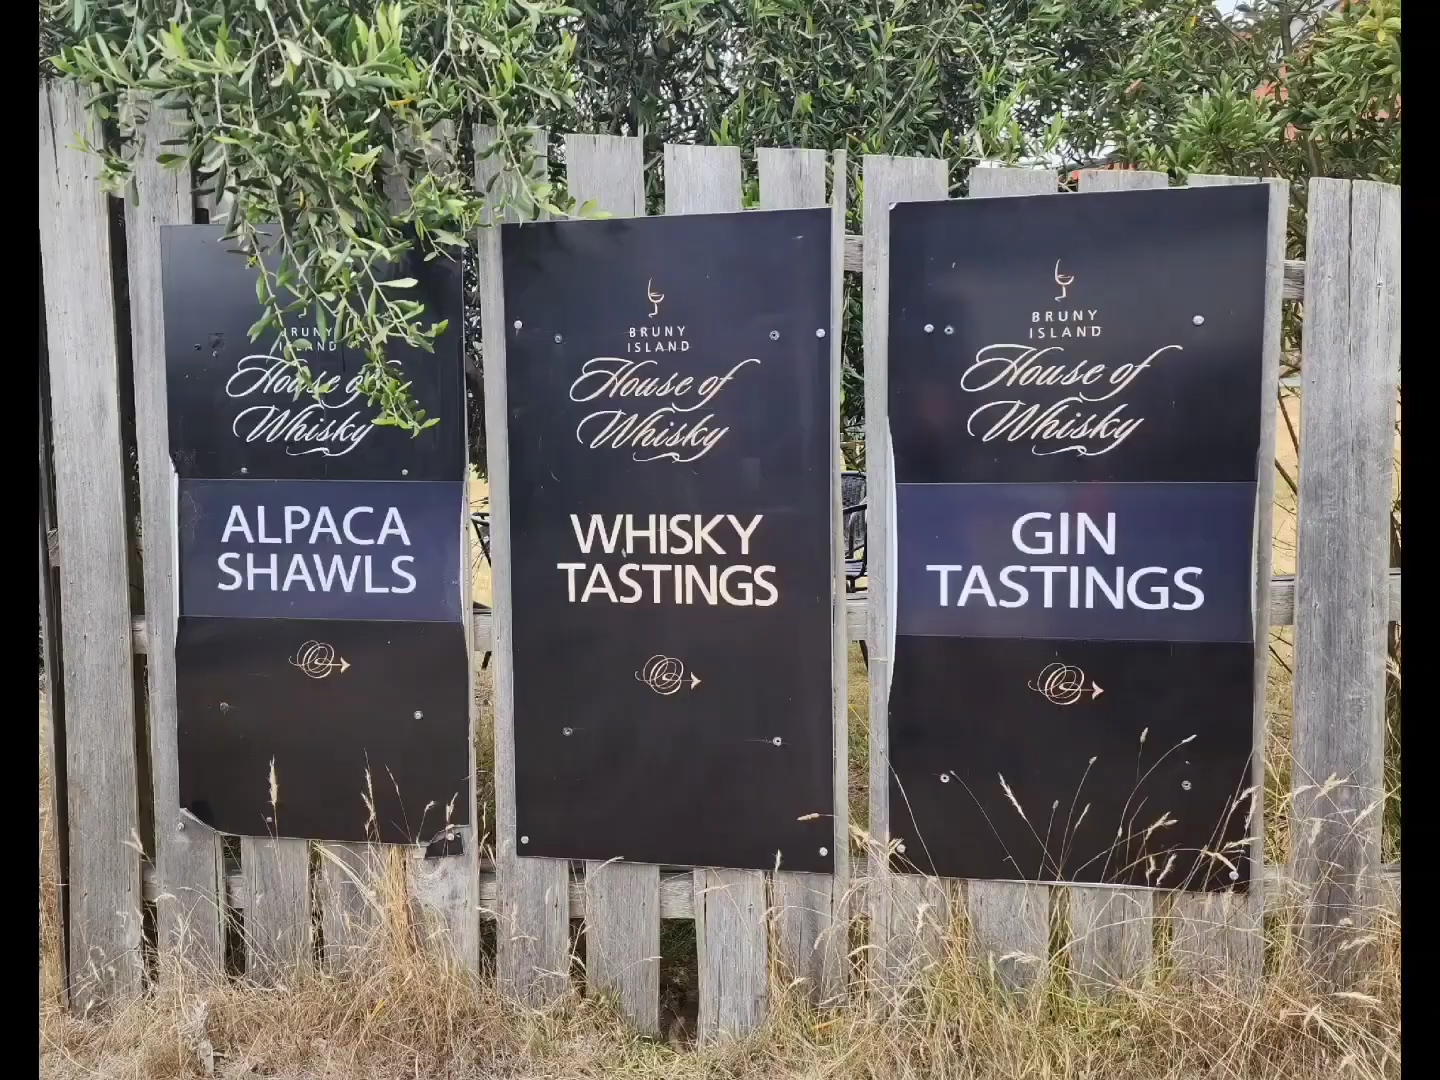 BRUNY
ISLAND
House of
Whisky
ALPACA
SHAWLS
BRUNY
ISLAND
House of
Whisky
WHISKY
TASTINGS
BRUNY
ISLAND
House of
Whisky
GIN
TASTINGS